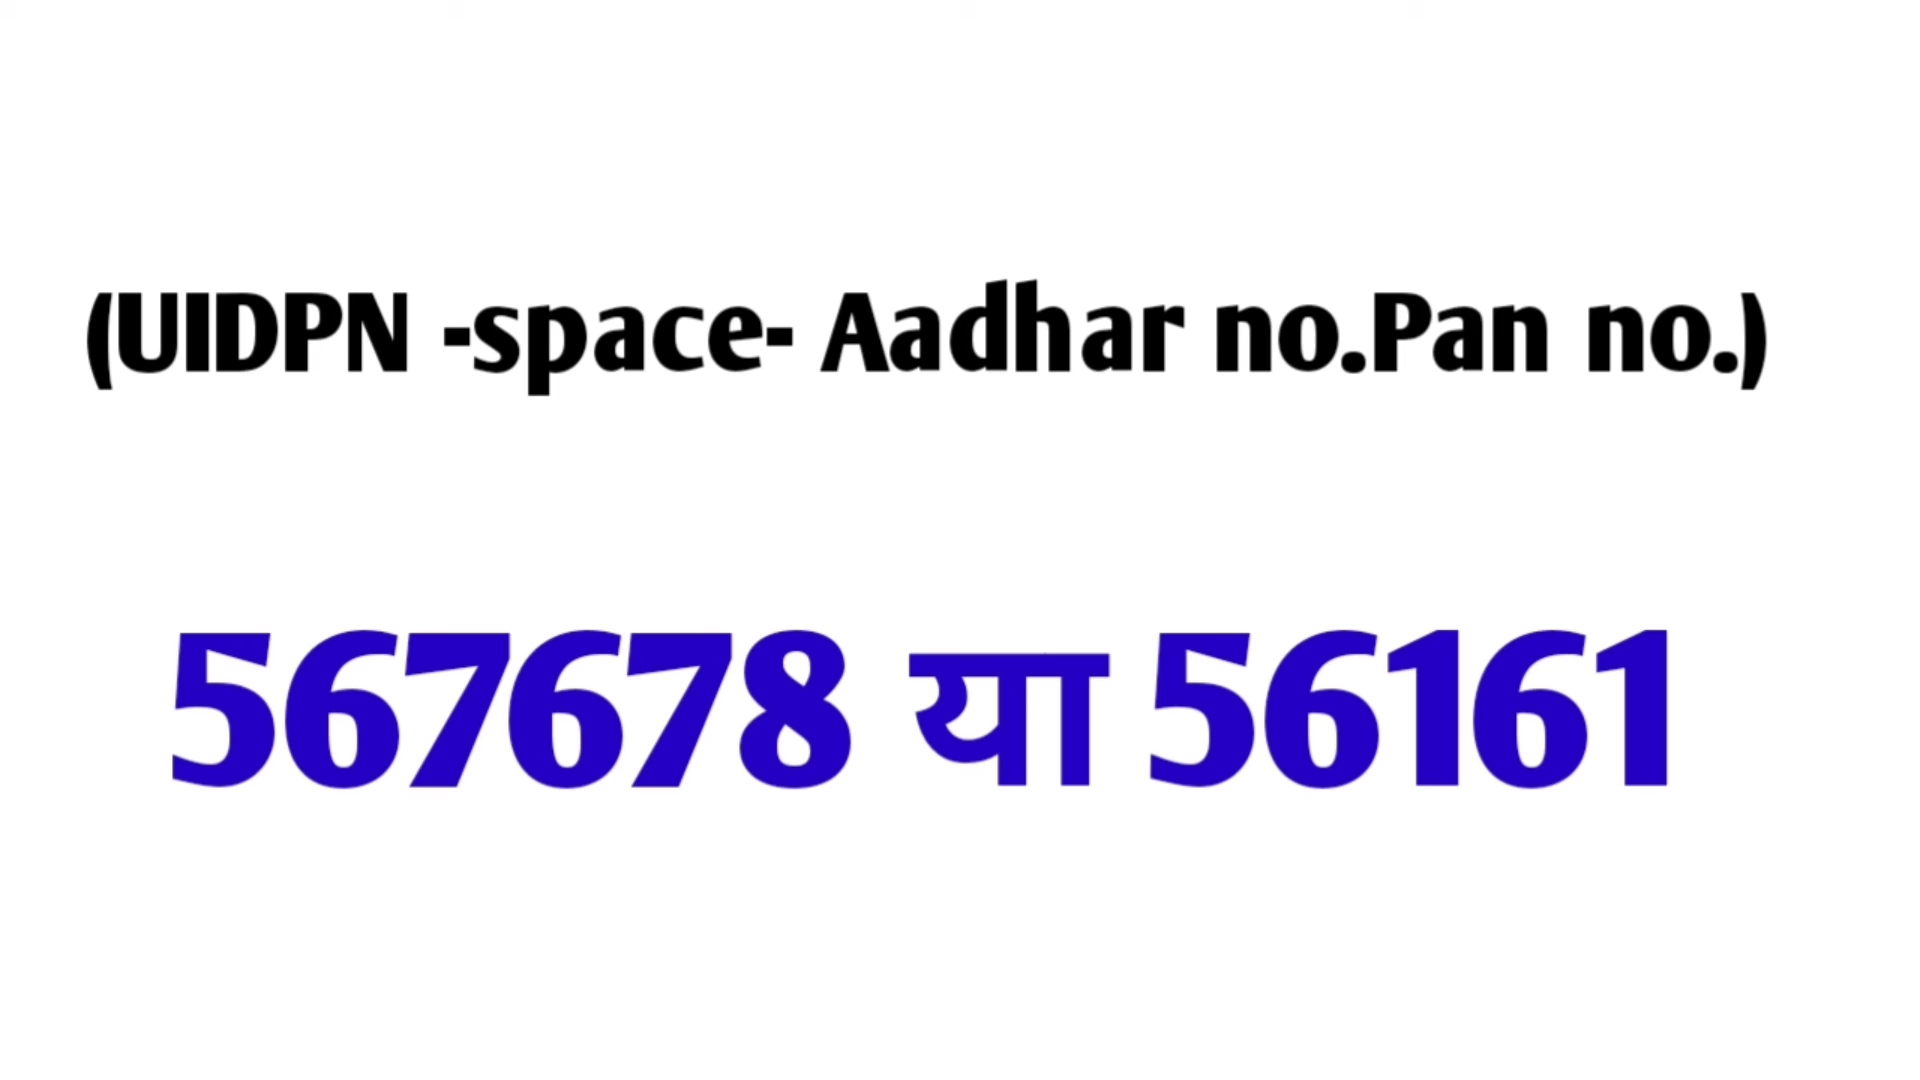 (UIDPN -space- Aadhar no.Pan no.)
567678 या 56161